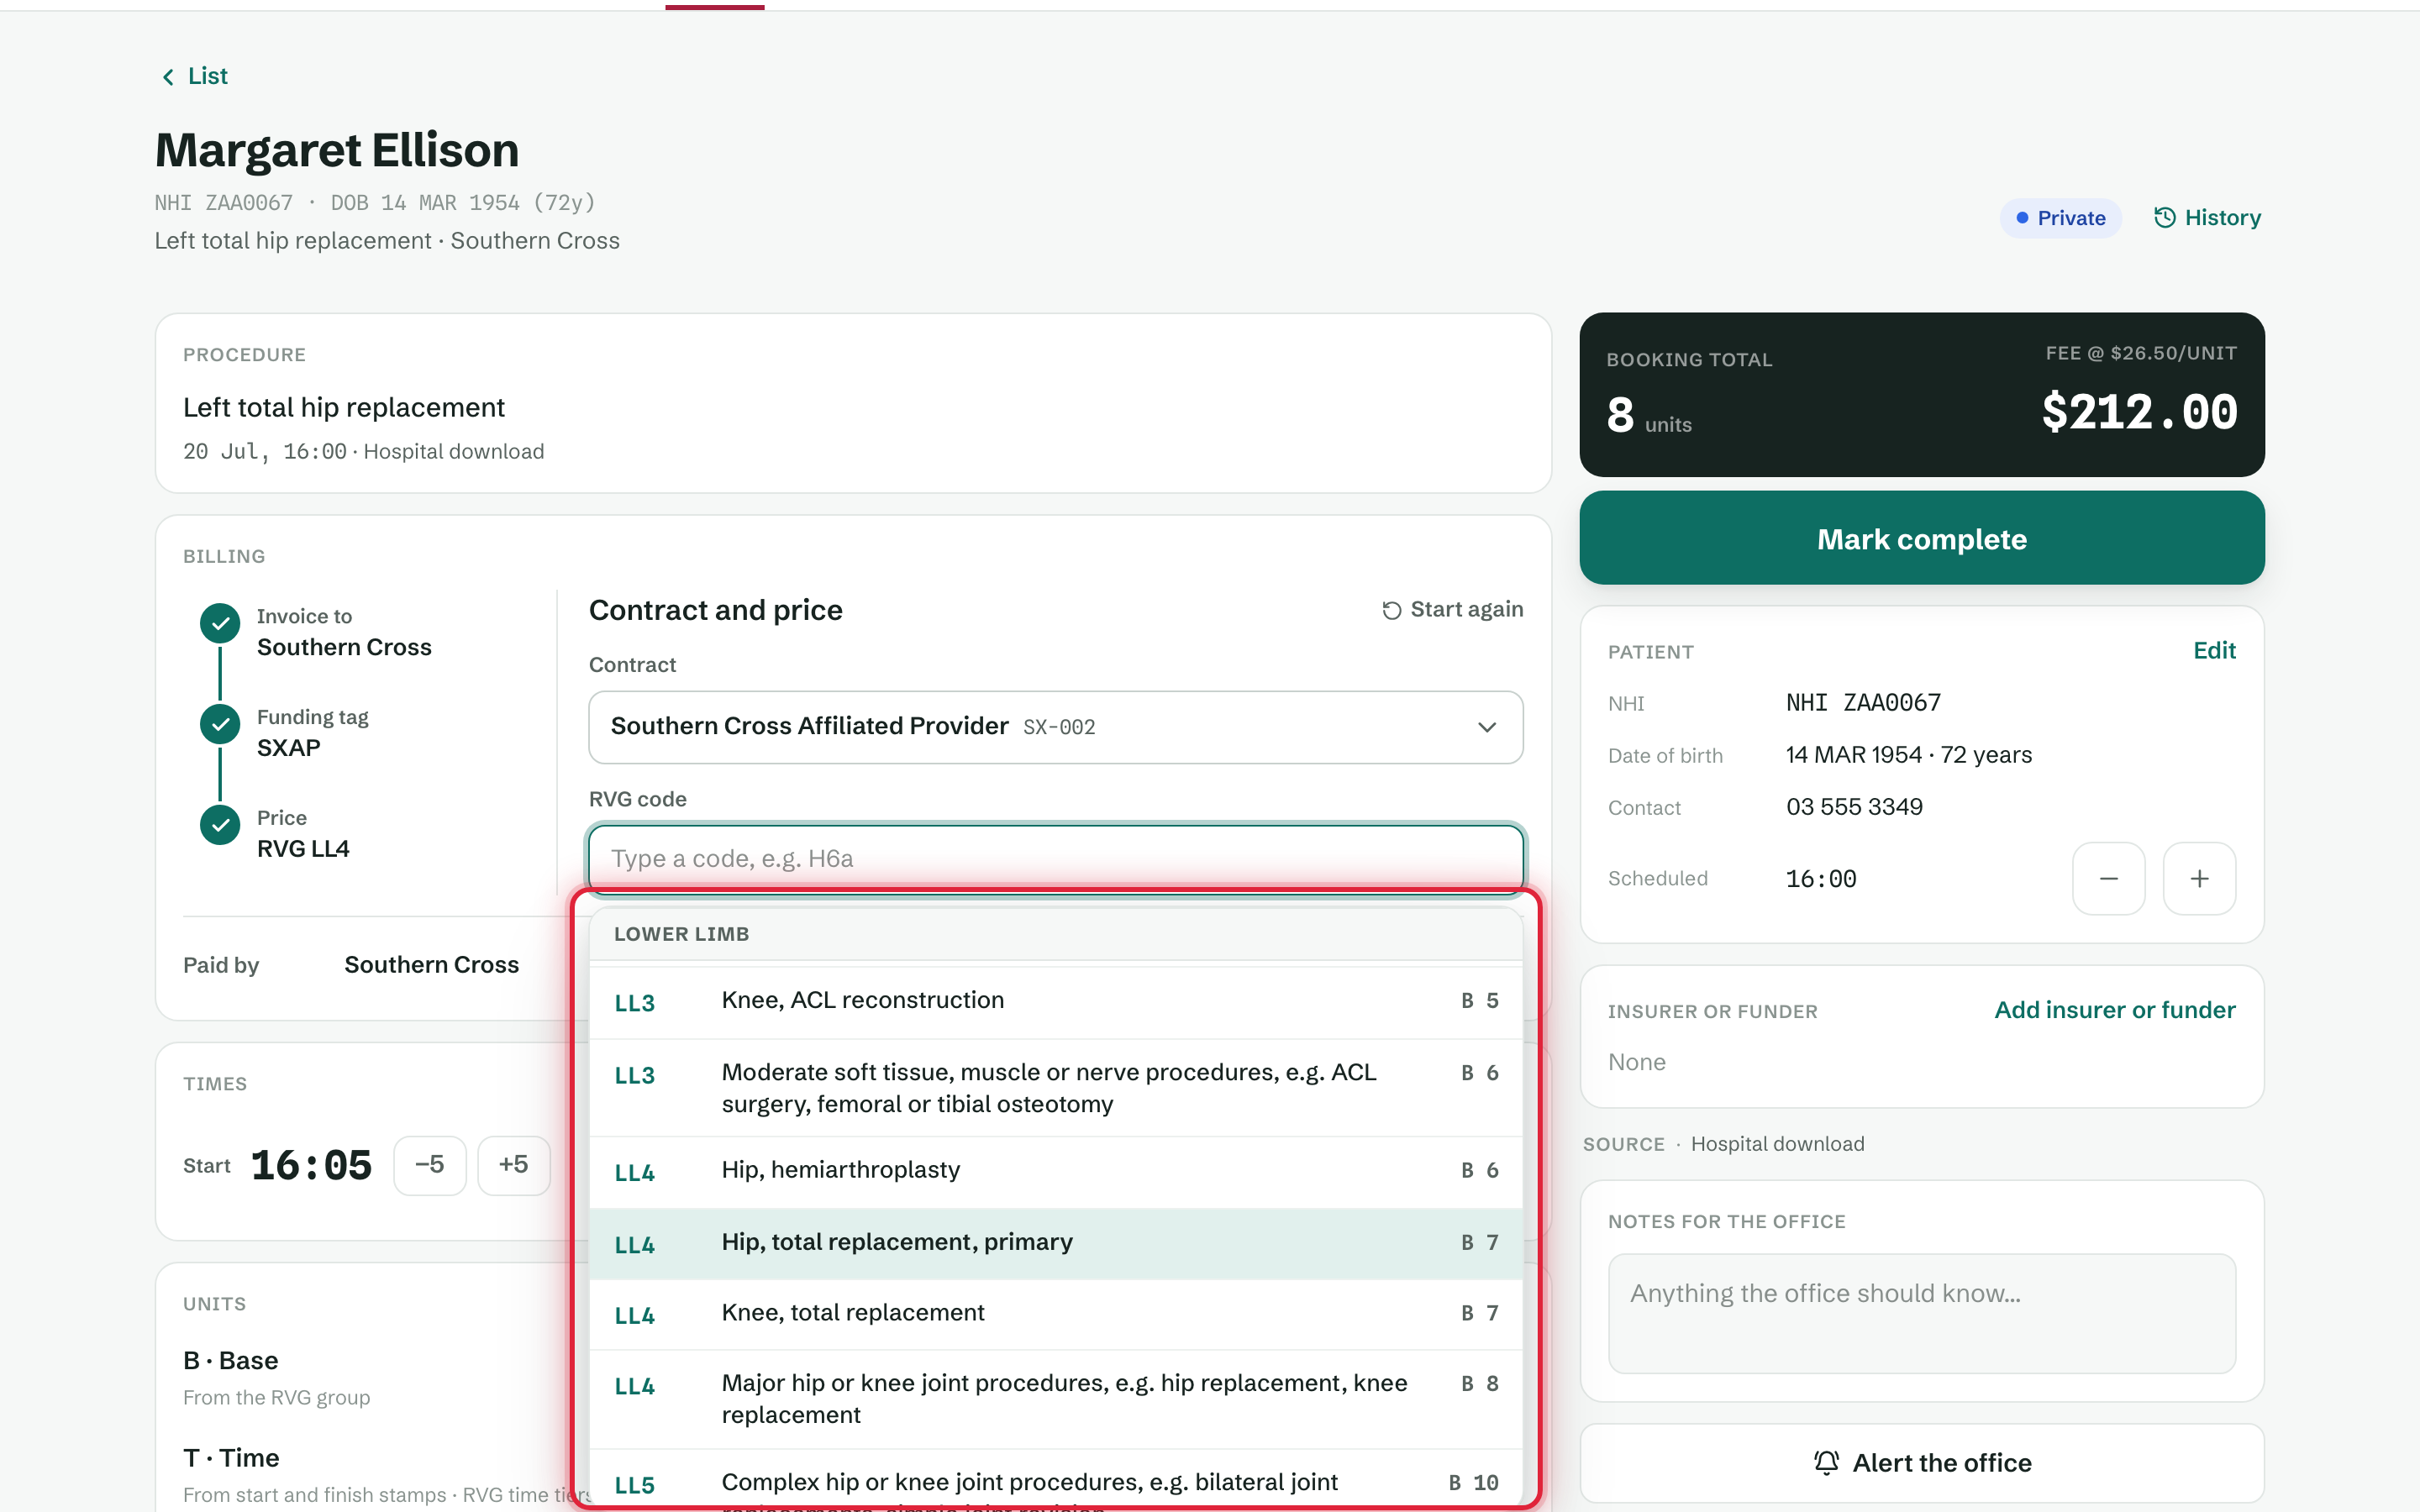 List
Margaret Ellison
NHI ZAA0067 · DOB 14 MAR 1954 (72y)
Left total hip replacement · Southern Cross
Private
History
PROCEDURE
Left total hip replacement
20 Jul, 16:00 · Hospital download
BILLING
Invoice to
Southern Cross
Funding tag
SXAP
Price
RVG LL4
Contract and price
Start again
Contract
Southern Cross Affiliated Provider SX-002
RVG code
Type a code, e.g. H6a
LOWER LIMB
LL3 Knee, ACL reconstruction B 5
LL3 Moderate soft tissue, muscle or nerve procedures, e.g. ACL B 6
surgery, femoral or tibial osteotomy
LL4 Hip, hemiarthroplasty B 6
LL4 Hip, total replacement, primary B 7
LL4 Knee, total replacement B 7
LL4 Major hip or knee joint procedures, e.g. hip replacement, knee B 8
replacement
LL5 Complex hip or knee joint procedures, e.g. bilateral joint B 10
Paid by Southern Cross
TIMES
Start 16:05 −5 +5
UNITS
B · Base
From the RVG group
T · Time
From start and finish stamps · RVG time tiers
BOOKING TOTAL
8 units
FEE @ $26.50/UNIT
$212.00
Mark complete
PATIENT
Edit
NHI NHI ZAA0067
Date of birth 14 MAR 1954 · 72 years
Contact 03 555 3349
Scheduled 16:00 − +
INSURER OR FUNDER
Add insurer or funder
None
SOURCE · Hospital download
NOTES FOR THE OFFICE
Anything the office should know...
Alert the office